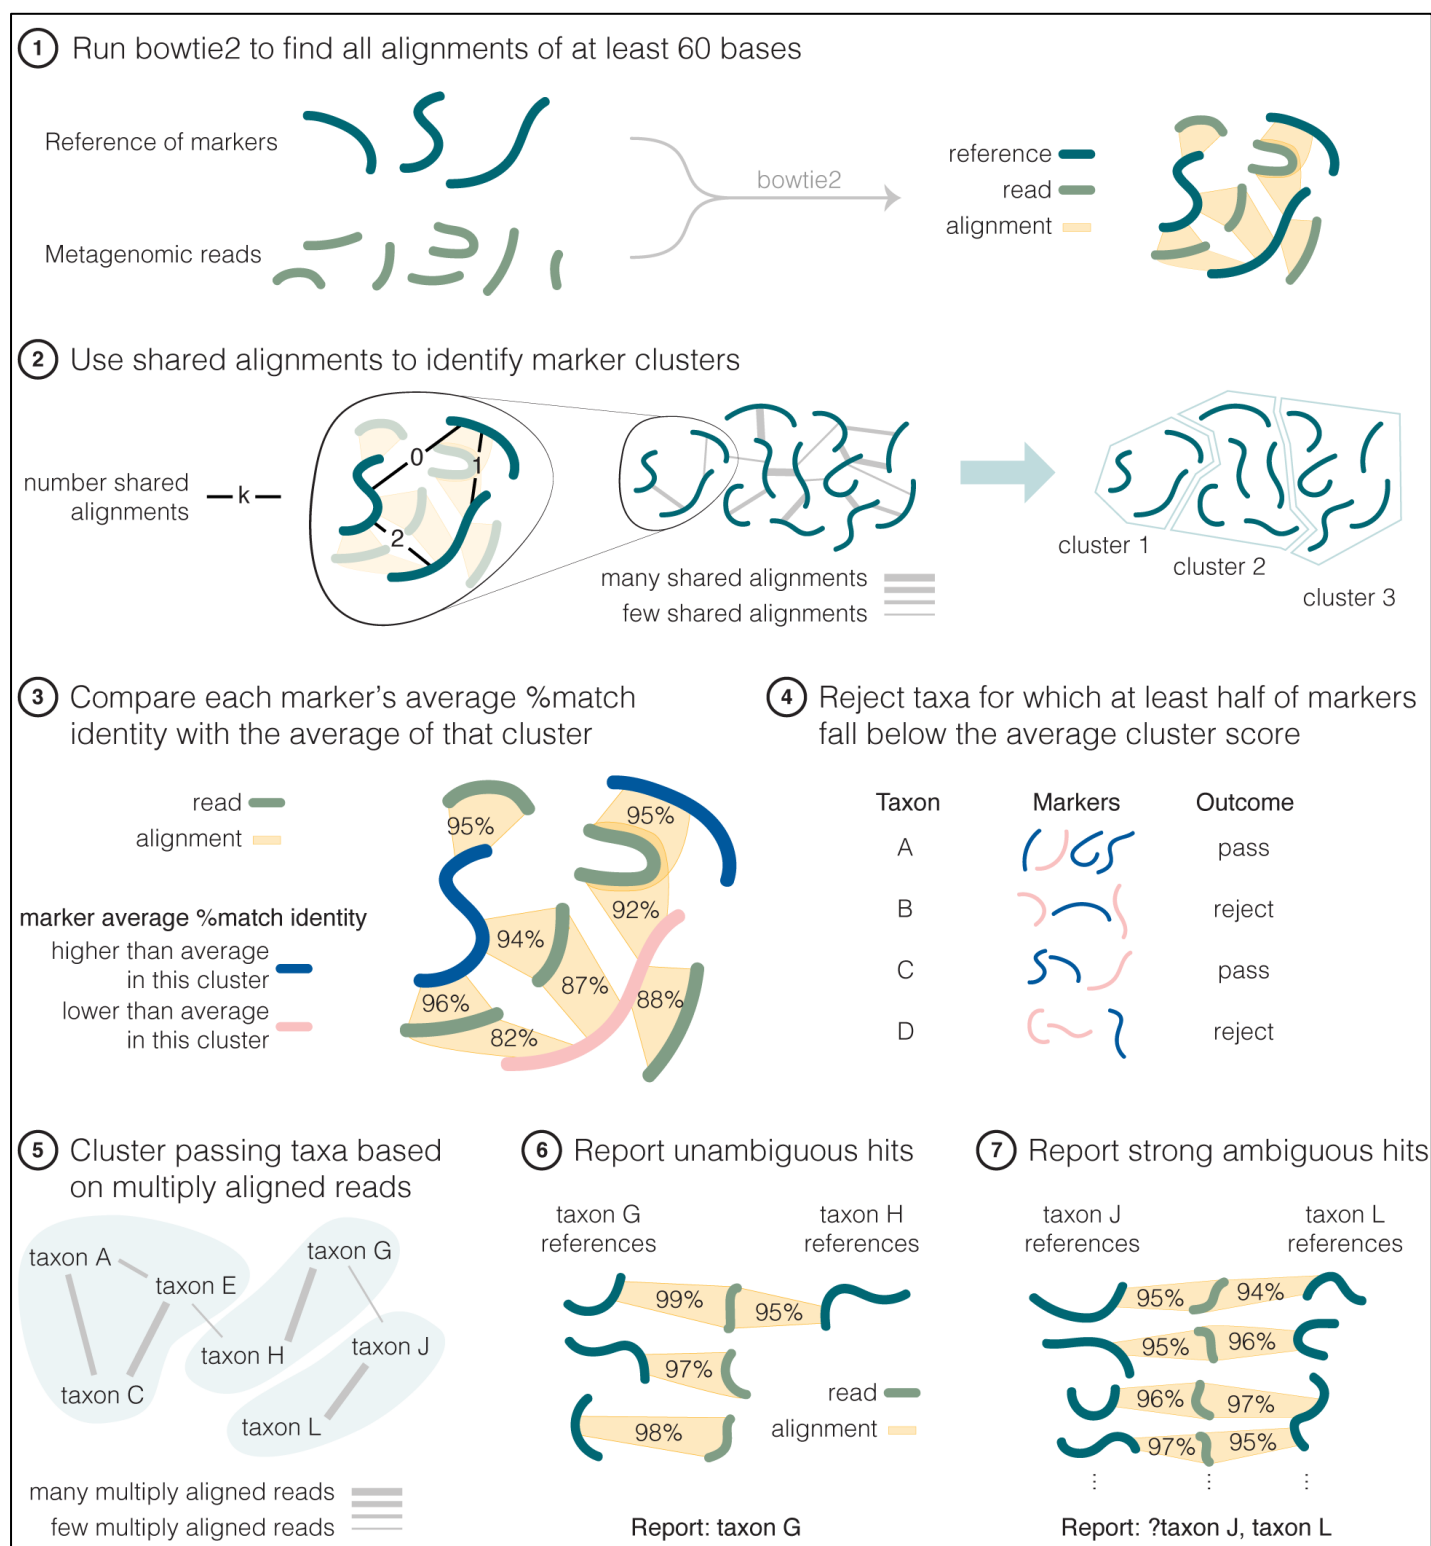 1 Run bowtie2 to find all alignments of at least 60 bases
Reference of markers
Metagenomic reads
bowtie2
reference
read
alignment
2 Use shared alignments to identify marker clusters
number shared
alignments
k
0
1
2
many shared alignments
few shared alignments
cluster 1
cluster 2
cluster 3
3 Compare each marker's average %match
identity with the average of that cluster
read
alignment
marker average %match identity
higher than average
in this cluster
lower than average
in this cluster
95%
95%
92%
94%
87%
88%
96%
82%
4 Reject taxa for which at least half of markers
fall below the average cluster score
Taxon Markers Outcome
A pass
B reject
C pass
D reject
5 Cluster passing taxa based
on multiply aligned reads
taxon A
taxon E
taxon C
taxon G
taxon H
taxon J
taxon L
many multiply aligned reads
few multiply aligned reads
6 Report unambiguous hits
taxon G
references
taxon H
references
99% 95%
97%
98%
read
alignment
Report: taxon G
7 Report strong ambiguous hits
taxon J
references
taxon L
references
95% 94%
95% 96%
96% 97%
97% 95%
Report: ?taxon J, taxon L